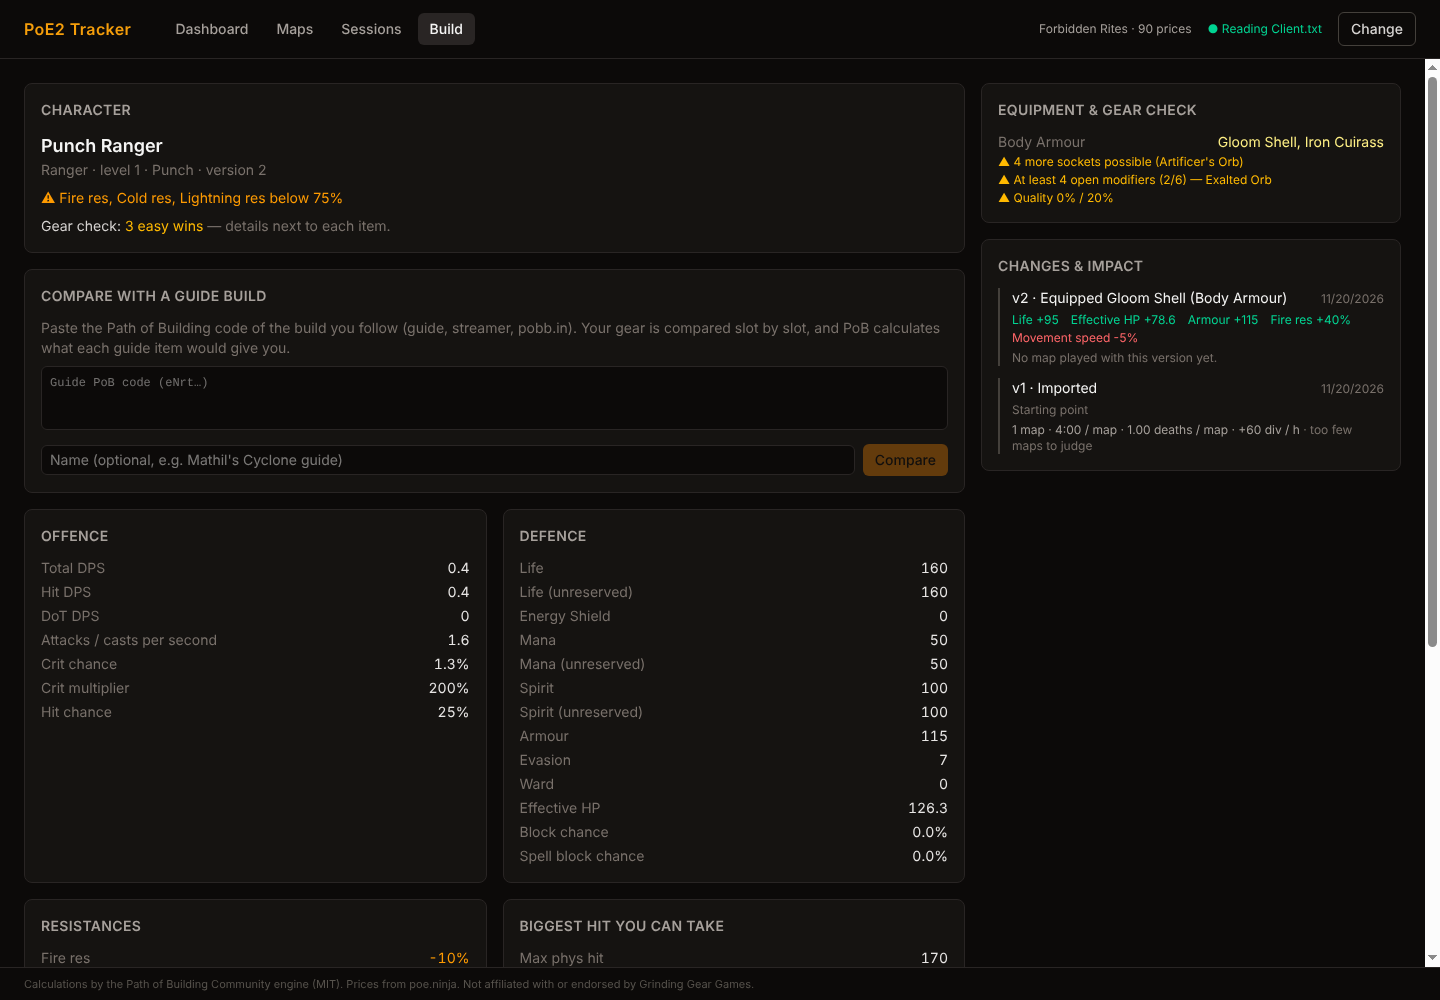 PoE2 Tracker
Dashboard
Maps
Sessions
Build
Forbidden Rites · 90 prices
Reading Client.txt
Change
CHARACTER
Punch Ranger
Ranger · level 1 · Punch · version 2
⚠ Fire res, Cold res, Lightning res below 75%
Gear check: 3 easy wins — details next to each item.
COMPARE WITH A GUIDE BUILD
Paste the Path of Building code of the build you follow (guide, streamer, pobb.in). Your gear is compared slot by slot, and PoB calculates
what each guide item would give you.
Guide PoB code (eNrt…)
Name (optional, e.g. Mathil's Cyclone guide)
Compare
OFFENCE
Total DPS 0.4
Hit DPS 0.4
DoT DPS 0
Attacks / casts per second 1.6
Crit chance 1.3%
Crit multiplier 200%
Hit chance 25%
DEFENCE
Life 160
Life (unreserved) 160
Energy Shield 0
Mana 50
Mana (unreserved) 50
Spirit 100
Spirit (unreserved) 100
Armour 115
Evasion 7
Ward 0
Effective HP 126.3
Block chance 0.0%
Spell block chance 0.0%
RESISTANCES
Fire res -10%
BIGGEST HIT YOU CAN TAKE
Max phys hit 170
EQUIPMENT & GEAR CHECK
Body Armour Gloom Shell, Iron Cuirass
▲ 4 more sockets possible (Artificer's Orb)
▲ At least 4 open modifiers (2/6) — Exalted Orb
▲ Quality 0% / 20%
CHANGES & IMPACT
v2 · Equipped Gloom Shell (Body Armour) 11/20/2026
Life +95 Effective HP +78.6 Armour +115 Fire res +40%
Movement speed -5%
No map played with this version yet.
v1 · Imported 11/20/2026
Starting point
1 map · 4:00 / map · 1.00 deaths / map · +60 div / h · too few
maps to judge
Calculations by the Path of Building Community engine (MIT). Prices from poe.ninja. Not affiliated with or endorsed by Grinding Gear Games.